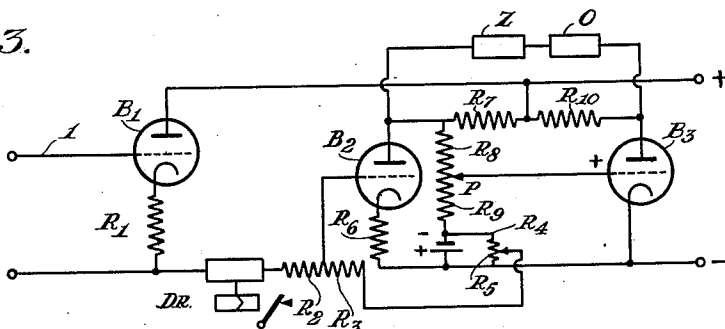 3.
Z O
+
R7 R10
B1 B2 B3
1
R8
+
P
R9
R1
R6
R4
-
+
R5
-
DR.
R2
R3